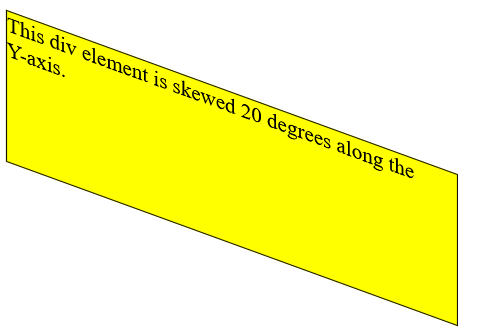 This div element is skewed 20 degrees along the
Y-axis.